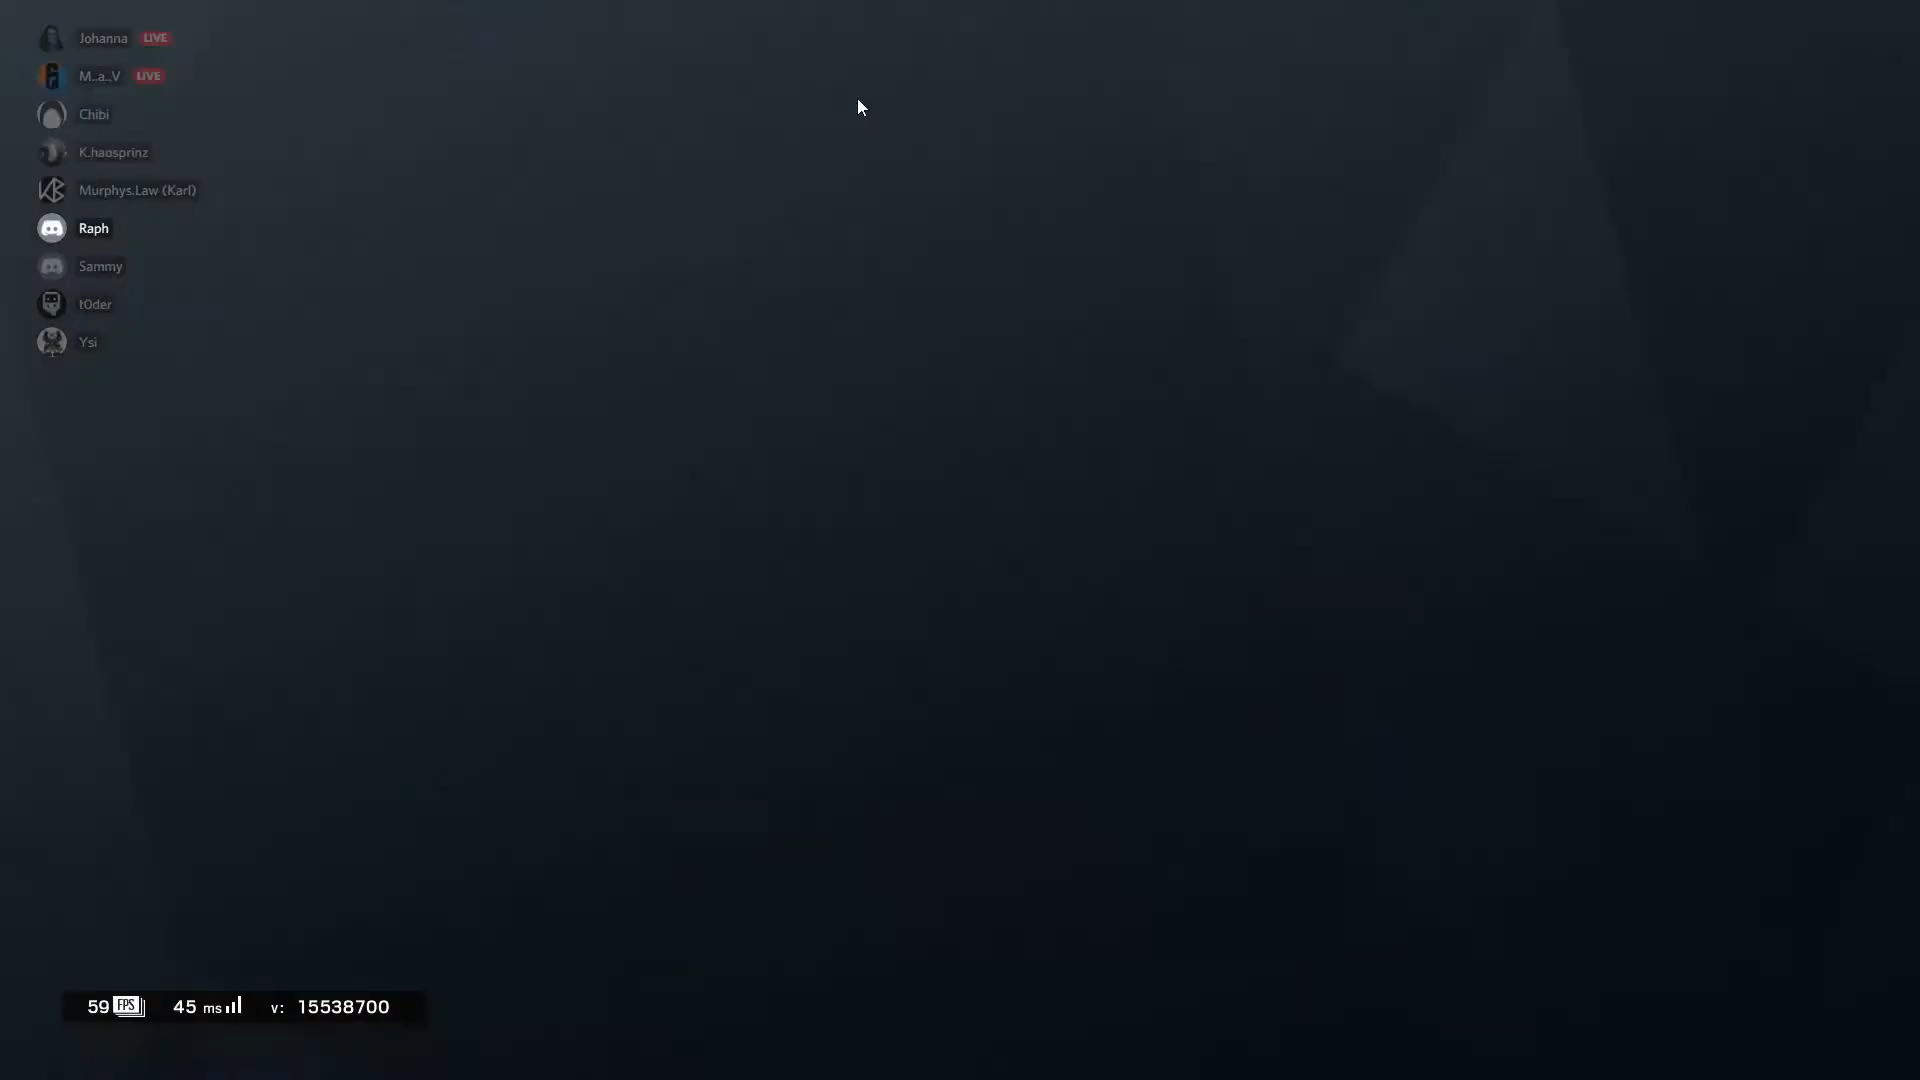 Johanna LIVE
M..a..V LIVE
Chibi
K.haosprinz
Murphys.Law (Karl)
Raph
Sammy
t0der
Ysi
59 FPS 45 ms v: 15538700